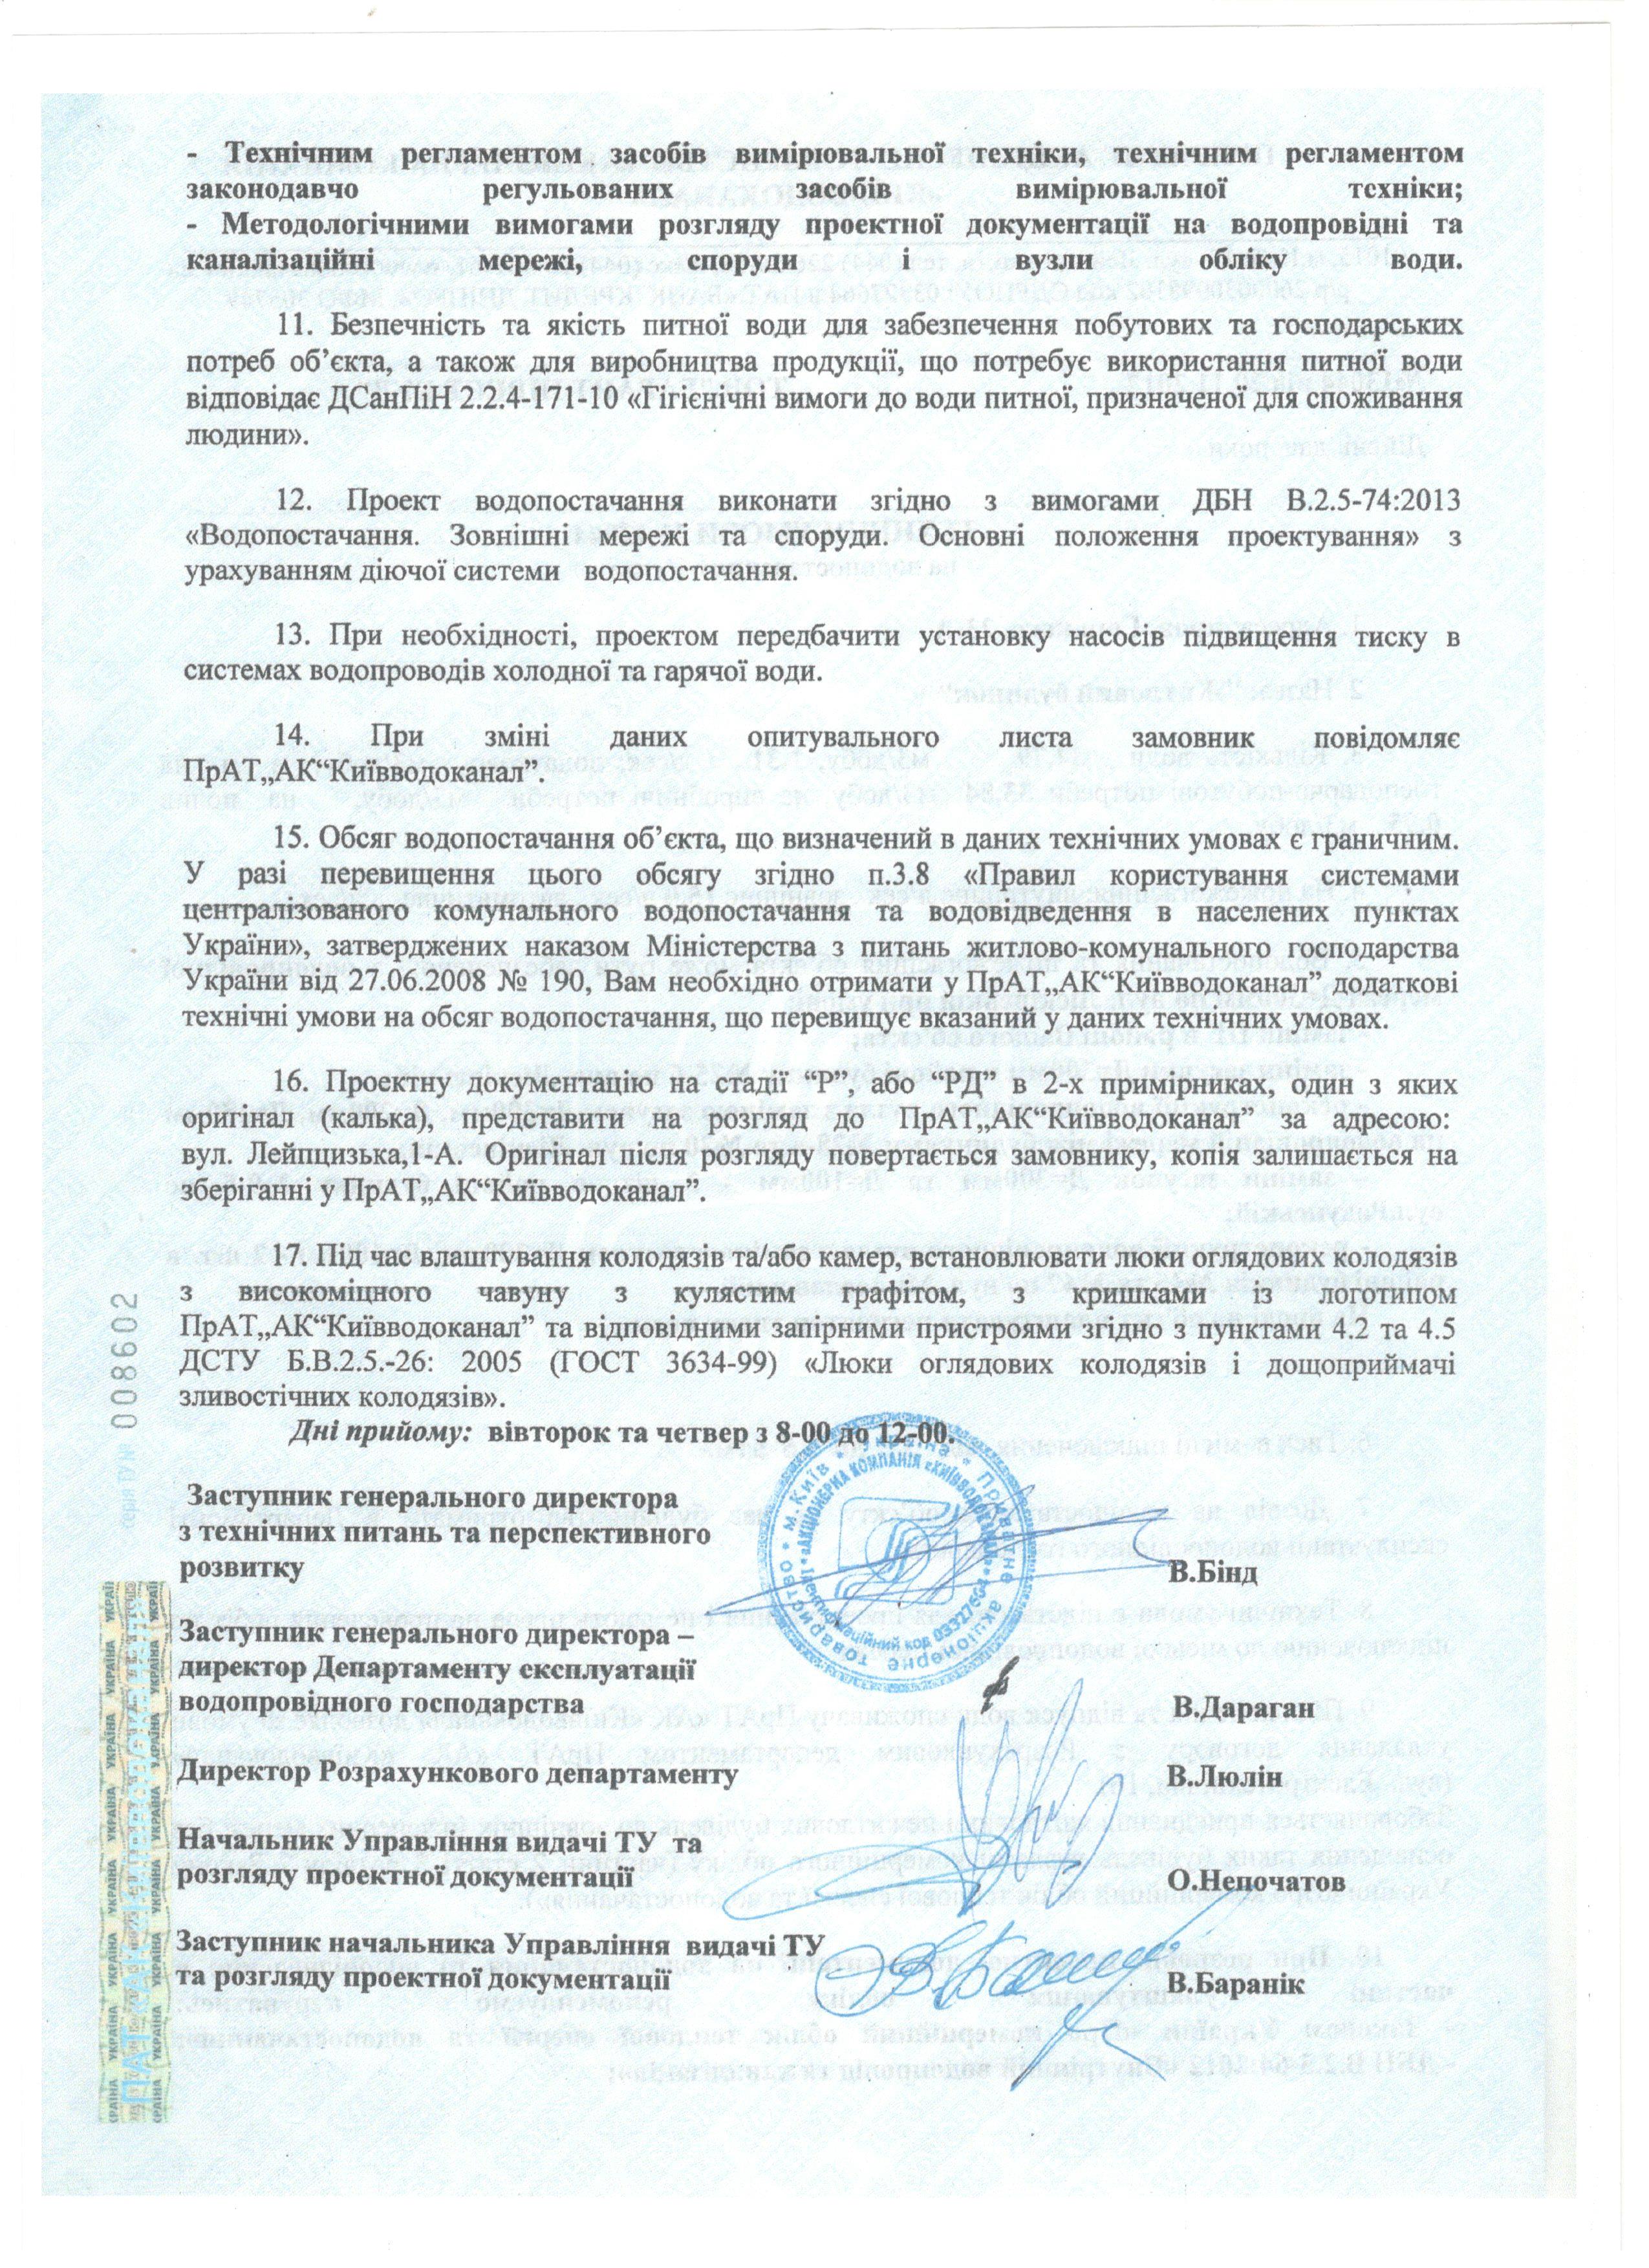 - Технічним регламентом засобів вимірювальної техніки, технічним регламентом
законодавчо регульованих засобів вимірювальної техніки;
- Методологічними вимогами розгляду проектної документації на водопровідні та
каналізаційні мережі, споруди і вузли обліку води.
11. Безпечність та якість питної води для забезпечення побутових та господарських
потреб об’єкта, а також для виробництва продукції, що потребує використання питної води
відповідає ДСанПіН 2.2.4-171-10 «Гігієнічні вимоги до води питної, призначеної для споживання
людини».
12. Проект водопостачання виконати згідно з вимогами ДБН В.2.5-74:2013
«Водопостачання. Зовнішні мережі та споруди. Основні положення проектування» з
урахуванням діючої системи водопостачання.
13. При необхідності, проектом передбачити установку насосів підвищення тиску в
системах водопроводів холодної та гарячої води.
14. При зміні даних опитувального листа замовник повідомляє
ПрАТ„АК“Київводоканал”.
15. Обсяг водопостачання об’єкта, що визначений в даних технічних умовах є граничним.
У разі перевищення цього обсягу згідно п.3.8 «Правил користування системами
централізованого комунального водопостачання та водовідведення в населених пунктах
України», затверджених наказом Міністерства з питань житлово-комунального господарства
України від 27.06.2008 № 190, Вам необхідно отримати у ПрАТ„АК“Київводоканал” додаткові
технічні умови на обсяг водопостачання, що перевищує вказаний у даних технічних умовах.
16. Проектну документацію на стадії “Р”, або “РД” в 2-х примірниках, один з яких
оригінал (калька), представити на розгляд до ПрАТ„АК“Київводоканал” за адресою:
вул. Лейпцизька,1-А. Оригінал після розгляду повертається замовнику, копія залишається на
зберіганні у ПрАТ„АК“Київводоканал”.
17. Під час влаштування колодязів та/або камер, встановлювати люки оглядових колодязів
з високоміцного чавуну з кулястим графітом, з кришками із логотипом
ПрАТ„АК“Київводоканал” та відповідними запірними пристроями згідно з пунктами 4.2 та 4.5
ДСТУ Б.В.2.5.-26: 2005 (ГОСТ 3634-99) «Люки оглядових колодязів і дощоприймачі
зливостічних колодязів».
Дні прийому: вівторок та четвер з 8-00 до 12-00.
Заступник генерального директора
з технічних питань та перспективного
розвитку В.Бінд
Заступник генерального директора –
директор Департаменту експлуатації
водопровідного господарства В.Дараган
Директор Розрахункового департаменту В.Люлін
Начальник Управління видачі ТУ та
розгляду проектної документації О.Непочатов
Заступник начальника Управління видачі ТУ
та розгляду проектної документації В.Баранік
серія ТУ № 008602
ПАТ "АК "КИЇВВОДОКАНАЛ"
УКРАЇНА УКРАЇНА УКРАЇНА УКРАЇНА УКРАЇНА
м.Київ * Україна * Приватне акціонерне товариство
«АКЦІОНЕРНА КОМПАНІЯ «КИЇВВОДОКАНАЛ»
Ідентифікаційний код 03327664